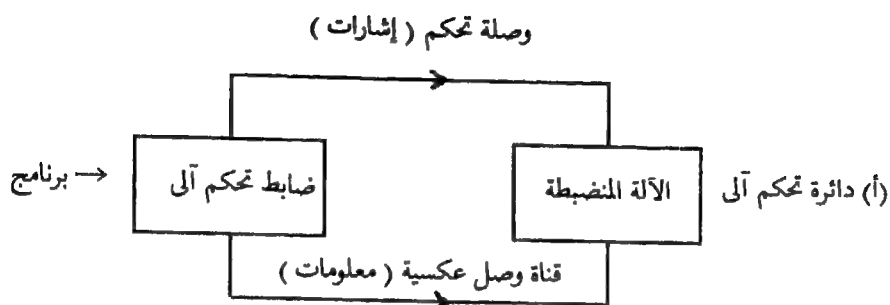 وصلة تحكم ( إشارات )
(أ) دائرة تحكم آلى
الآلة المنضبطة
ضابط تحكم آلى
← برنامج
قناة وصل عكسية ( معلومات )